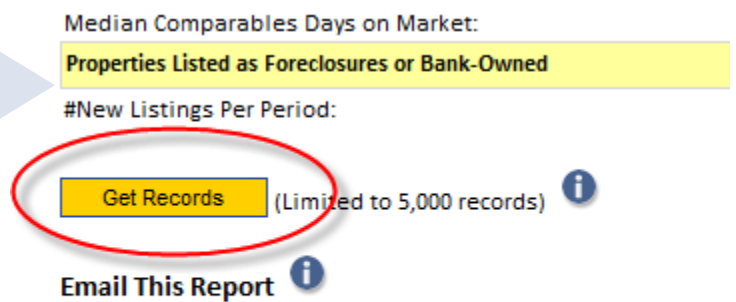 Median Comparables Days on Market:
Properties Listed as Foreclosures or Bank-Owned
#New Listings Per Period:
Get Records (Limited to 5,000 records) i
Email This Report i